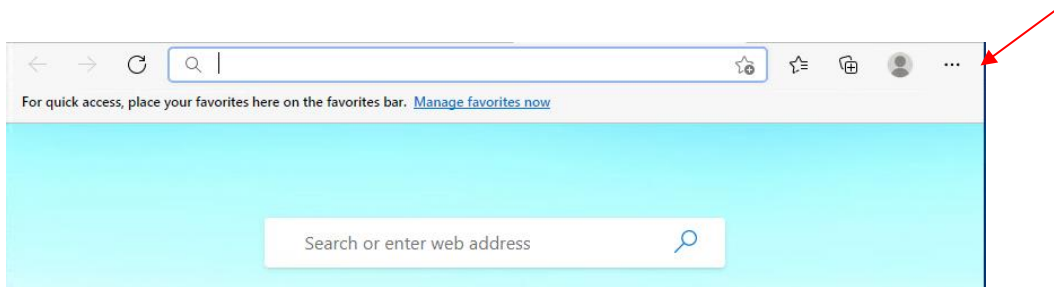 For quick access, place your favorites here on the favorites bar. Manage favorites now
Search or enter web address